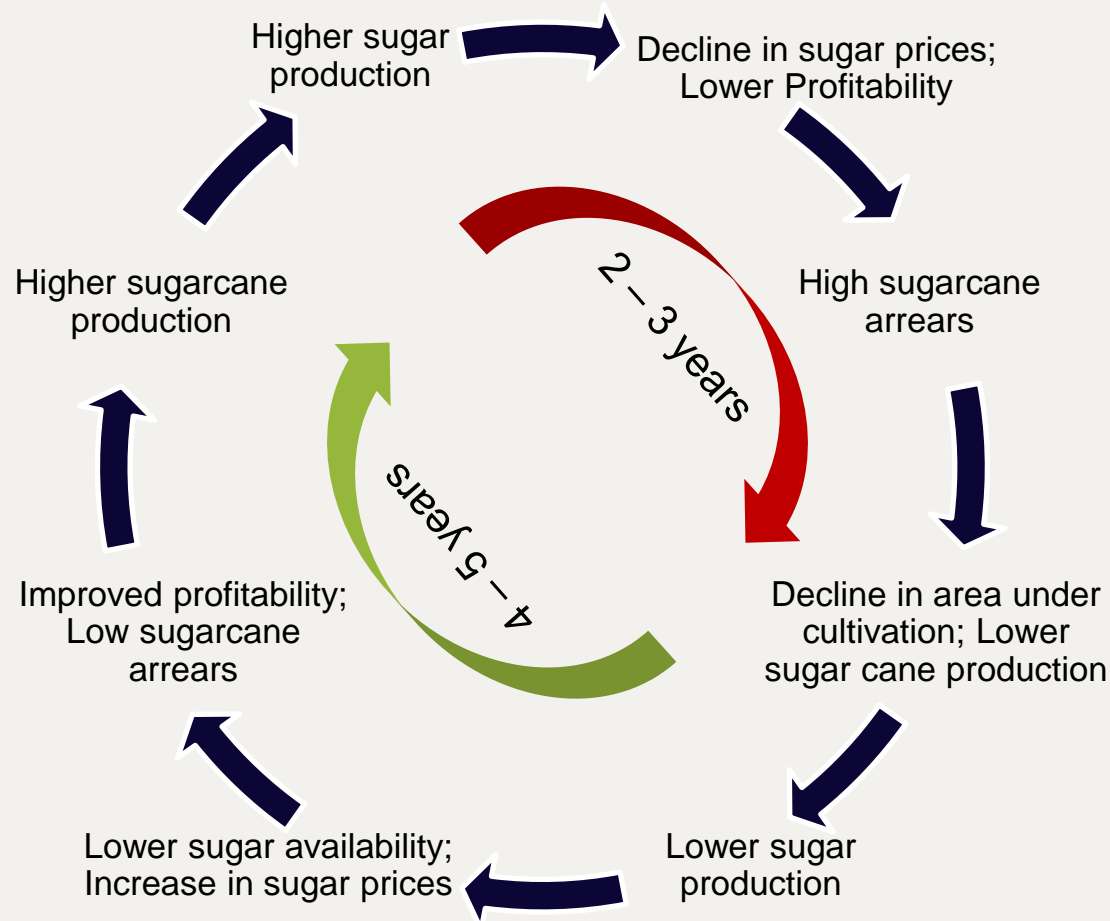 Higher sugar
production
Decline in sugar prices;
Lower Profitability
High sugarcane
arrears
Decline in area under
cultivation; Lower
sugar cane production
Lower sugar
production
Lower sugar availability;
Increase in sugar prices
Improved profitability;
Low sugarcane
arrears
Higher sugarcane
production
2 – 3 years
4 – 5 years